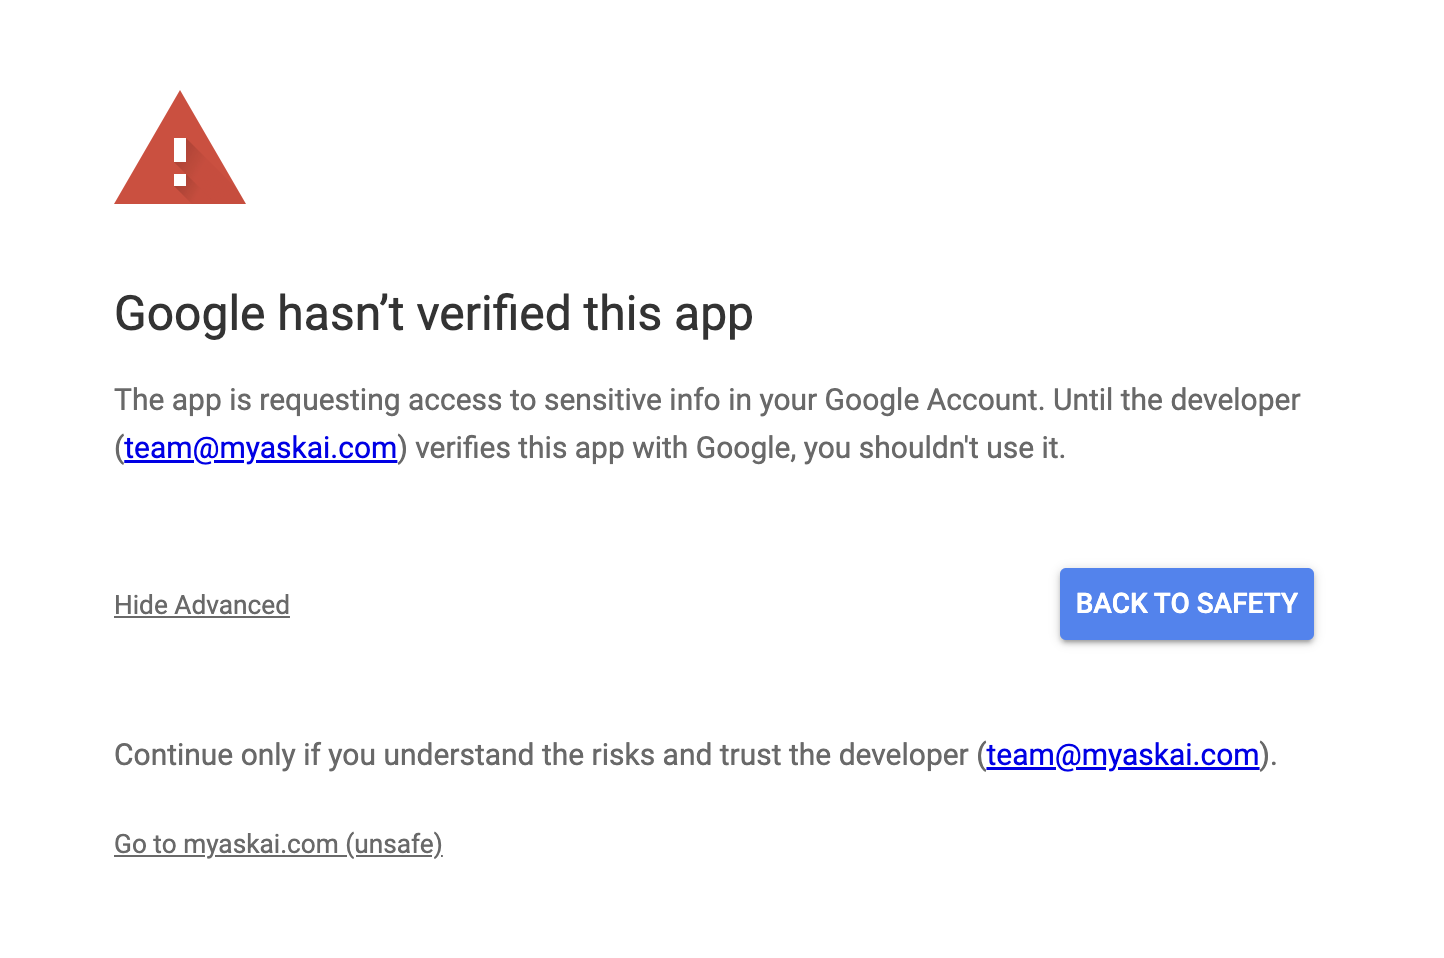 Google hasn’t verified this app
The app is requesting access to sensitive info in your Google Account. Until the developer
(team@myaskai.com) verifies this app with Google, you shouldn't use it.
Hide Advanced
BACK TO SAFETY
Continue only if you understand the risks and trust the developer (team@myaskai.com).
Go to myaskai.com (unsafe)